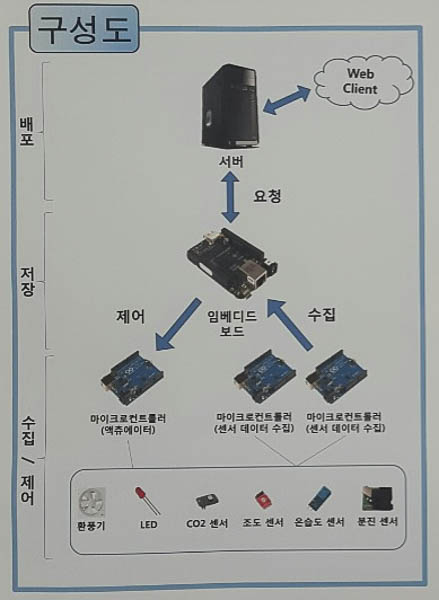 구성도
배포
Web
Client
서버
요청
저장
제어
임베디드
보드
수집
수집 / 제어
마이크로컨트롤러
(액츄에이터)
마이크로컨트롤러
(센서 데이터 수집)
마이크로컨트롤러
(센서 데이터 수집)
환풍기
LED
CO2 센서
조도 센서
온습도 센서
분진 센서